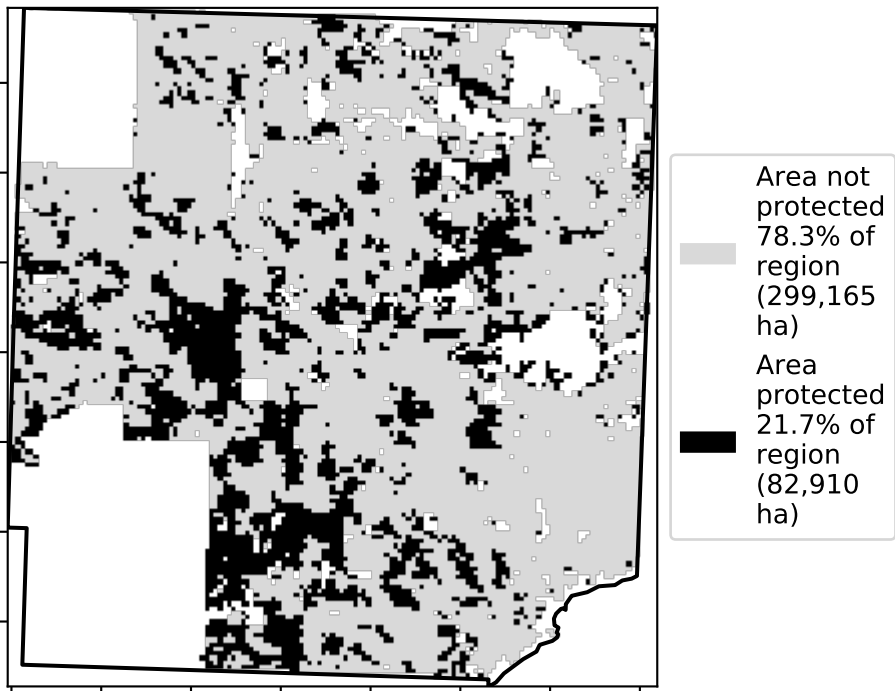 Area not
protected
78.3% of
region
(299,165
ha)
Area
protected
21.7% of
region
(82,910
ha)